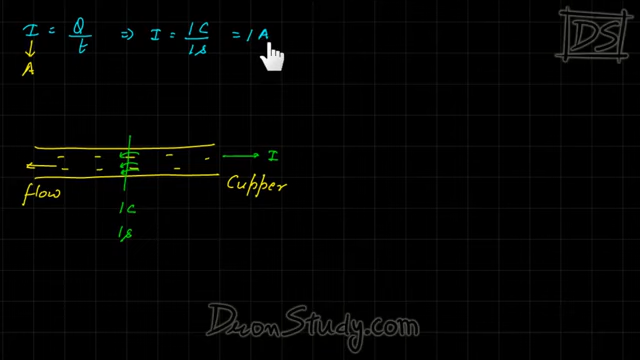 I = Q/t ⇒ I = 1C/1s = 1A
DS
A
I
flow
Cupper
1C
1s
DronStudy.com